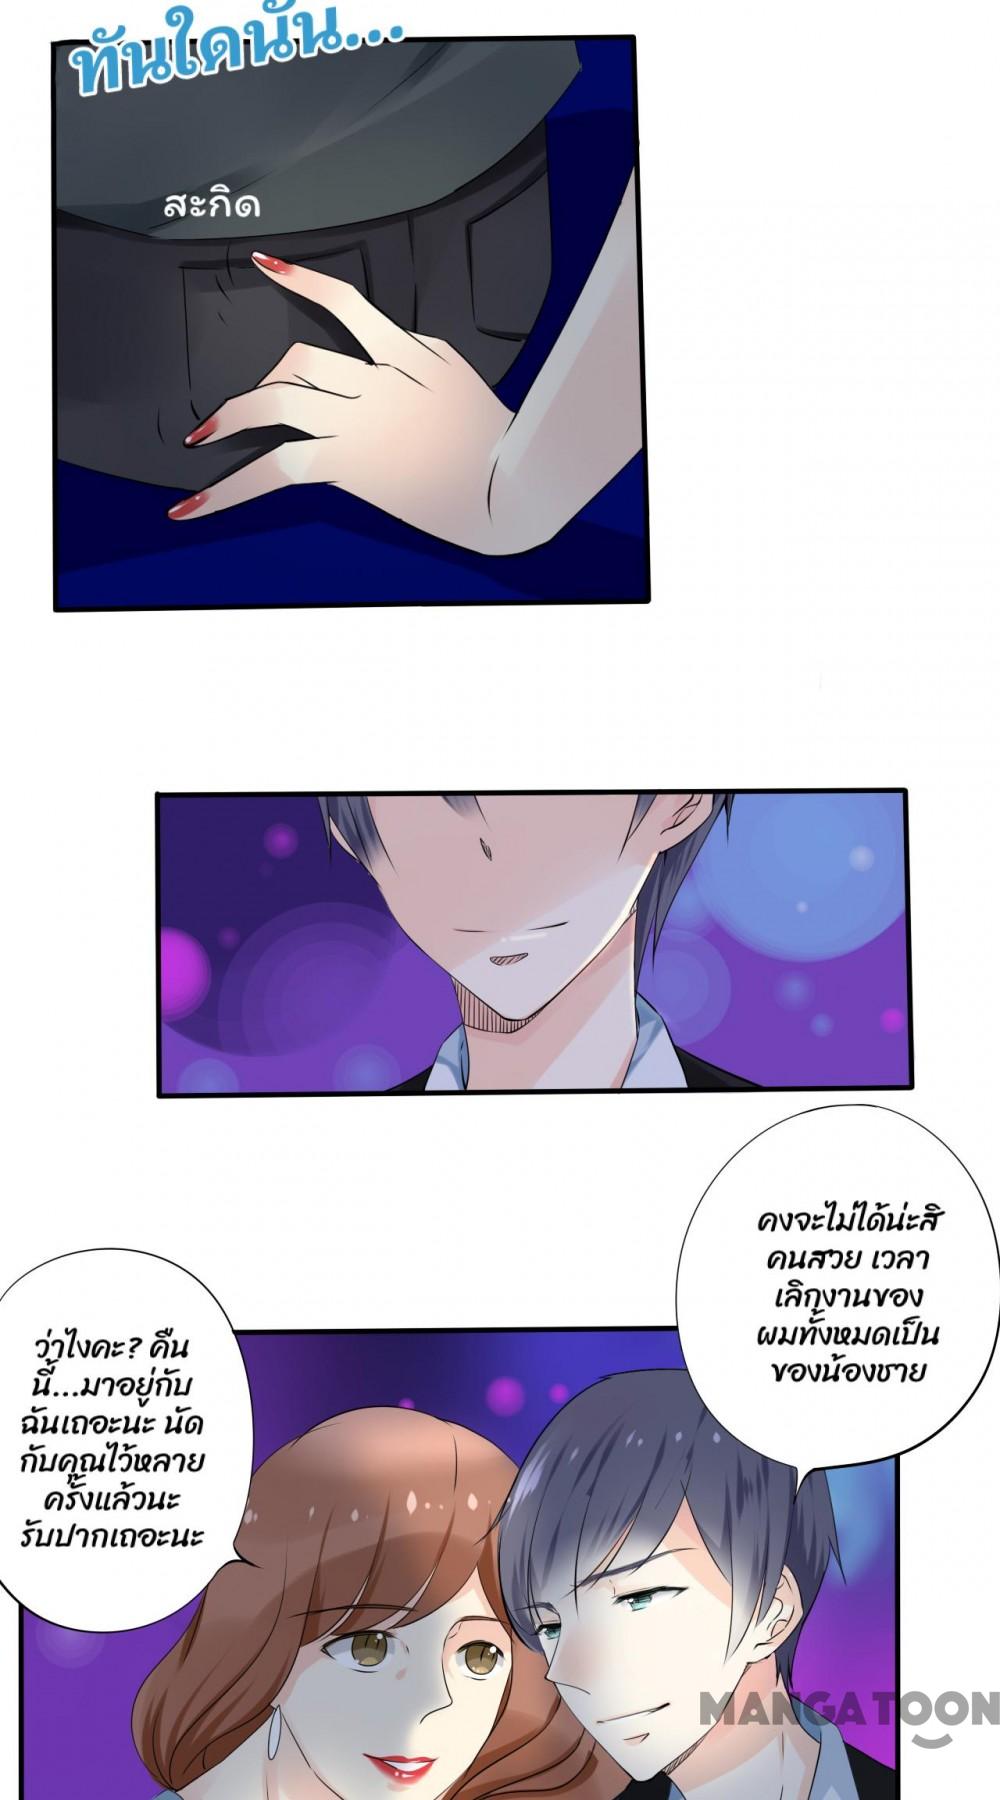 ทันใดนั้น...
สะกิด
คงจะไม่ได้น่ะสิ
คนสวย เวลา
เลิกงานของ
ผมทั้งหมดเป็น
ของน้องชาย
ว่าไงคะ? คืน
นี้...มาอยู่กับ
ฉันเถอะนะ นัด
กับคุณไว้หลาย
ครั้งแล้วนะ
รับปากเถอะนะ
MANGATOON